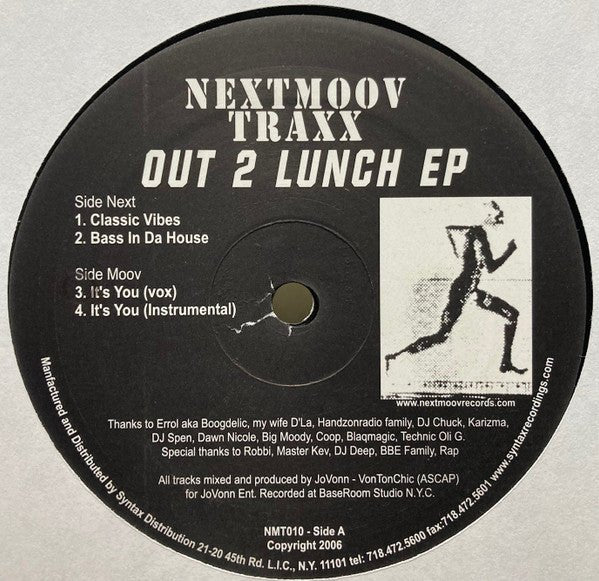 NEXTMOOV
TRAXX
OUT 2 LUNCH EP
Side Next
1. Classic Vibes
2. Bass In Da House
Side Moov
3. It's You (vox)
4. It's You (Instrumental)
www.nextmoovrecords.com
Thanks to Errol aka Boogdelic, my wife D'La, Handzonradio family, DJ Chuck, Karizma,
DJ Spen, Dawn Nicole, Big Moody, Coop, Blaqmagic, Technic Oli G.
Special thanks to Robbi, Master Kev, DJ Deep, BBE Family, Rap
All tracks mixed and produced by JoVonn - VonTonChic (ASCAP)
for JoVonn Ent. Recorded at BaseRoom Studio N.Y.C.
NMT010 - Side A
Copyright 2006
Manfactured and Distributed by Syntax Distribution 21-20 45th Rd. L.I.C., N.Y. 11101 tel: 718.472.5600 fax:718.472.5601 www.syntaxrecordings.com